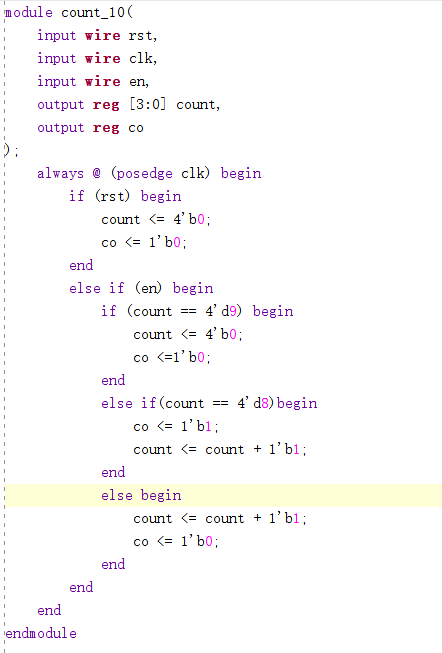 module count_10(
    input wire rst,
    input wire clk,
    input wire en,
    output reg [3:0] count,
    output reg co
);
    always @ (posedge clk) begin
        if (rst) begin
            count <= 4'b0;
            co <= 1'b0;
        end
        else if (en) begin
            if (count == 4'd9) begin
                count <= 4'b0;
                co <=1'b0;
            end
            else if(count == 4'd8)begin
                co <= 1'b1;
                count <= count + 1'b1;
            end
            else begin
                count <= count + 1'b1;
                co <= 1'b0;
            end
        end
    end
endmodule